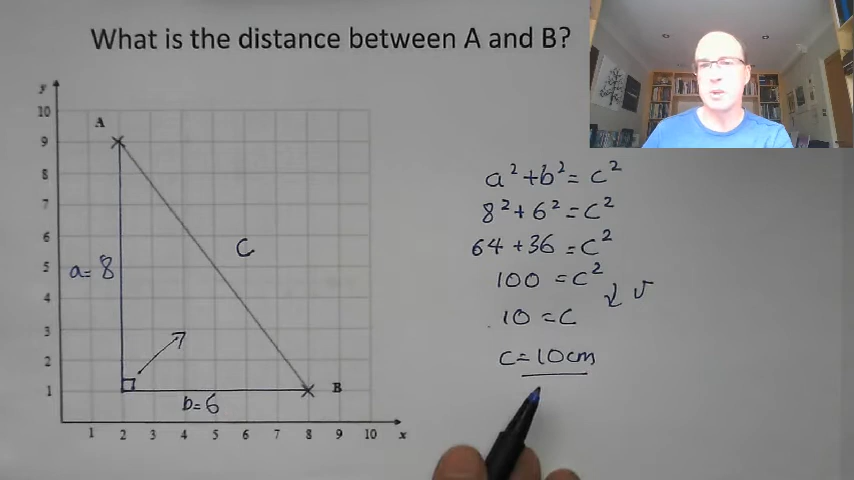 What is the distance between A and B?
y
10
A
9
8
7
6
C
a=8
5
4
3
2
1
B
b=6
1 2 3 4 5 6 7 8 9 10 x
a²+b²=c²
8²+6²=c²
64+36=c²
100=c²
√
10=c
c=10cm